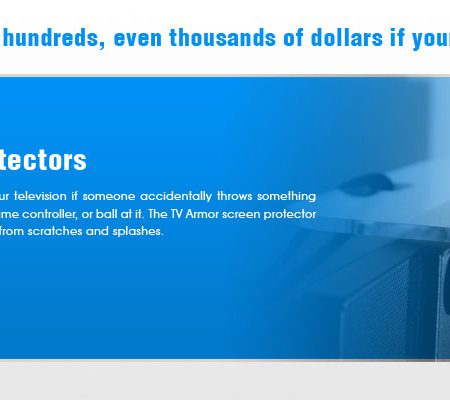 hundreds, even thousands of dollars if your
tectors
ur television if someone accidentally throws something
me controller, or ball at it. The TV Armor screen protector
from scratches and splashes.